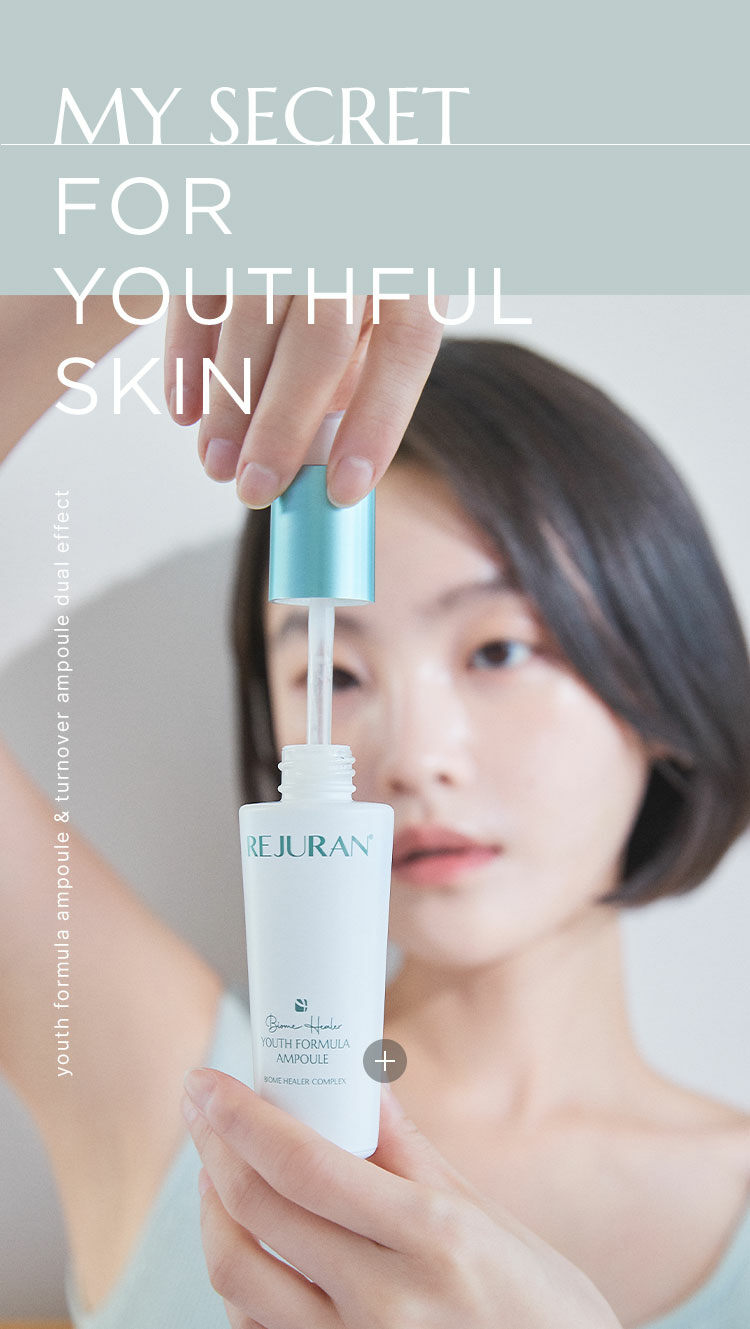 MY SECRET
FOR
YOUTHFUL
SKIN
youth formula ampoule & turnover ampoule dual effect
REJURAN®
Biome Healer
YOUTH FORMULA
AMPOULE
BIOME HEALER COMPLEX